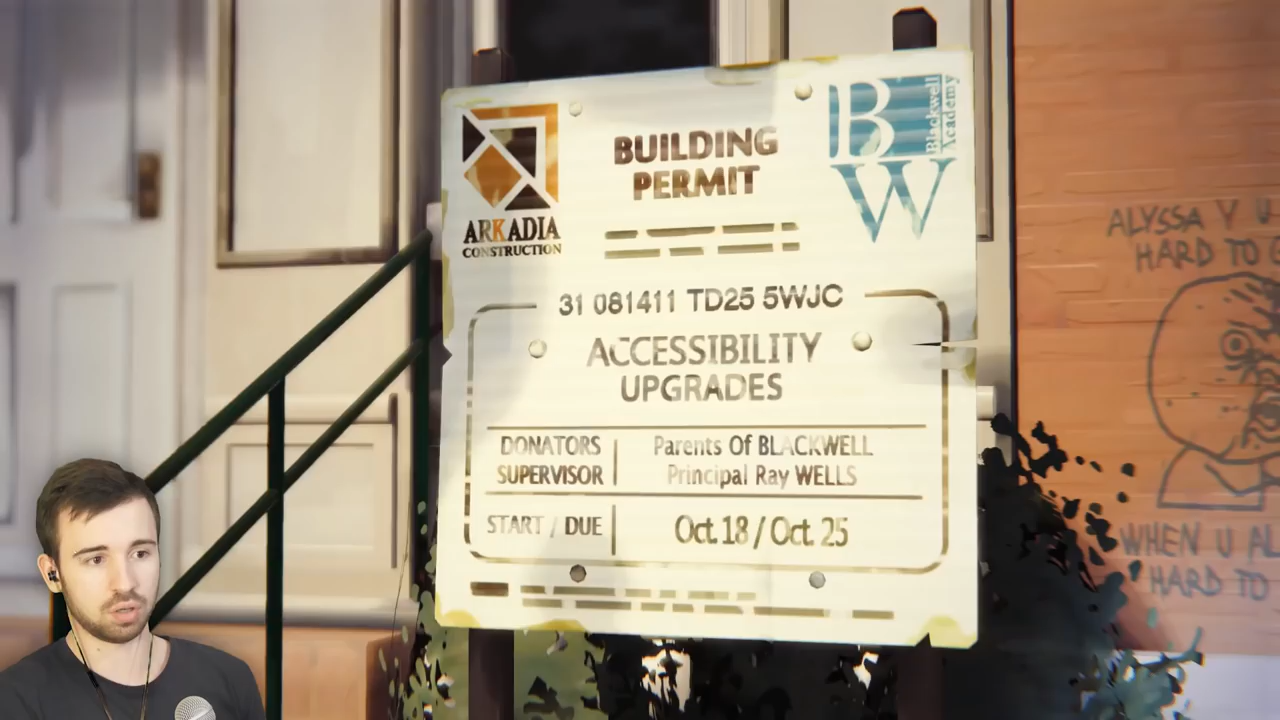 BUILDING
PERMIT
ARKADIA
CONSTRUCTION
B
W
Blackwell
Academy
31 081411 TD25 5WJC
ACCESSIBILITY
UPGRADES
DONATORS
Parents Of BLACKWELL
SUPERVISOR
Principal Ray WELLS
START / DUE
Oct.18 / Oct. 25
ALYSSA Y U
HARD TO
WHEN U AL
HARD TO